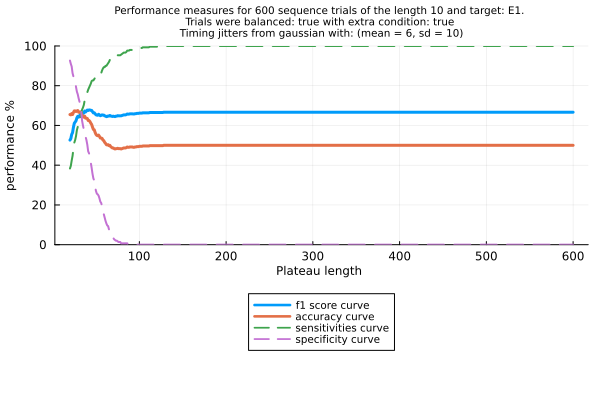 Performance measures for 600 sequence trials of the length 10 and target: E1.
Trials were balanced: true with extra condition: true
Timing jitters from gaussian with: (mean = 6, sd = 10)
100
80
60
40
20
0
performance %
100
200
300
400
500
600
Plateau length
f1 score curve
accuracy curve
sensitivities curve
specificity curve